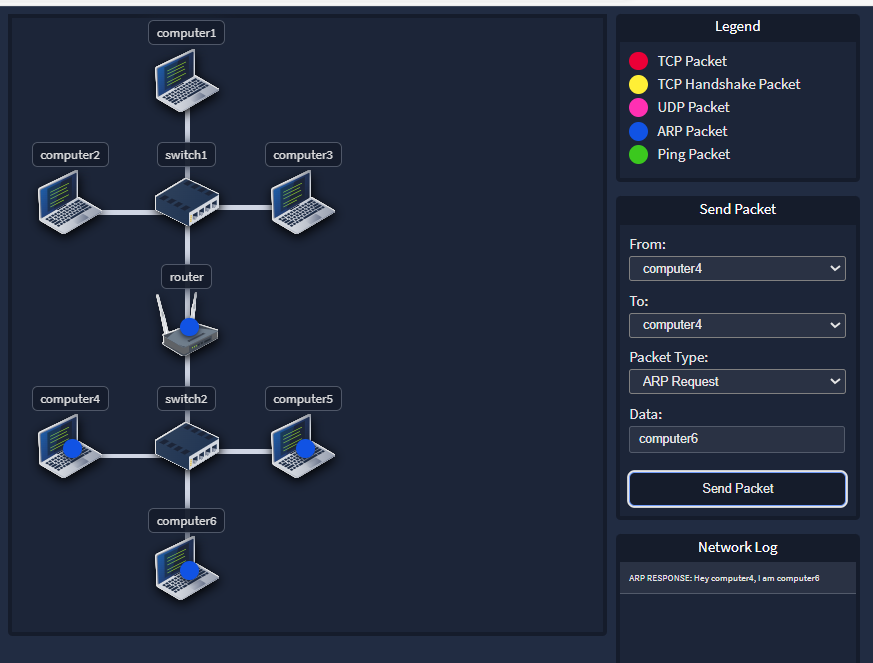 computer1
computer2
switch1
computer3
router
computer4
switch2
computer5
computer6
Legend
TCP Packet
TCP Handshake Packet
UDP Packet
ARP Packet
Ping Packet
Send Packet
From:
computer4
To:
computer4
Packet Type:
ARP Request
Data:
computer6
Send Packet
Network Log
ARP RESPONSE: Hey computer4, I am computer6